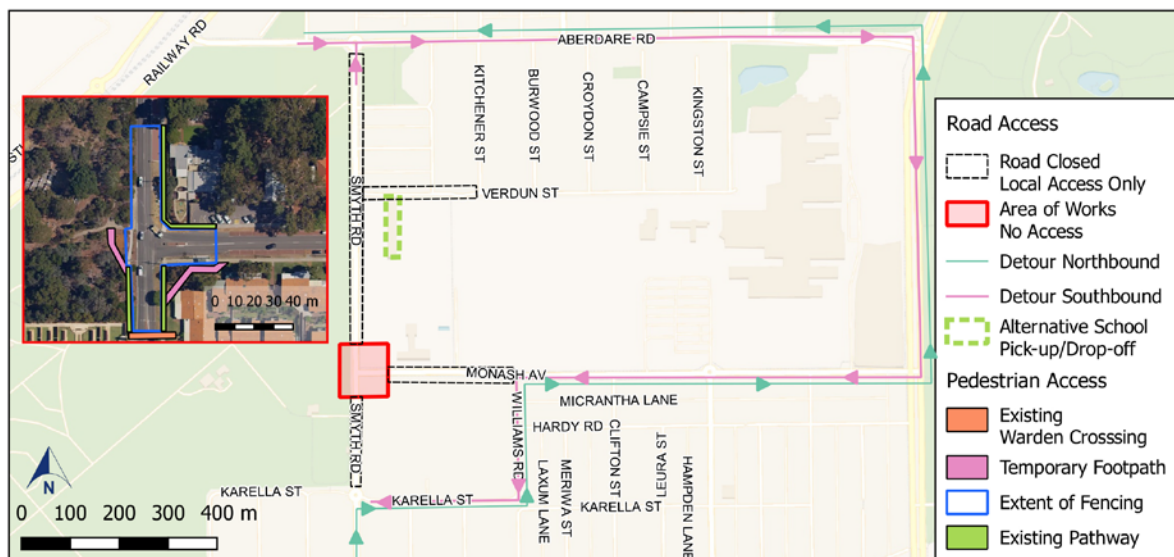 RAILWAY RD
ABERDARE RD
KITCHENER ST
BURWOOD ST
CROYDON ST
CAMPSIE ST
KINGSTON ST
SMYTH RD
VERDUN ST
0 10 20 30 40 m
MONASH AV
MICRANTHA LANE
SMYTH RD
WILLIAMS RD
HARDY RD
LAXUM LANE
MERIWA ST
CLIFTON ST
LEURA ST
HAMPDEN LANE
KARELLA ST
KARELLA ST
KARELLA ST
N
0 100 200 300 400 m
Road Access
Road Closed
Local Access Only
Area of Works
No Access
Detour Northbound
Detour Southbound
Alternative School
Pick-up/Drop-off
Pedestrian Access
Existing
Warden Crosssing
Temporary Footpath
Extent of Fencing
Existing Pathway